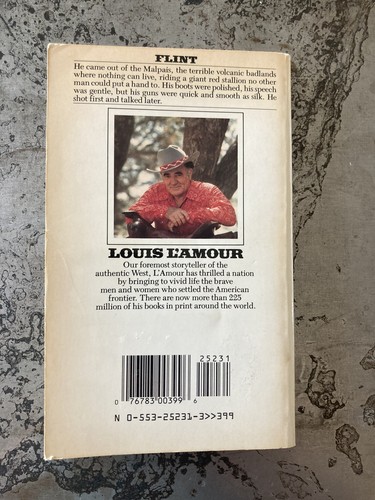 FLINT
He came out of the Malpais, the terrible volcanic badlands
where nothing can live, riding a giant red stallion no other
man could put a hand to. His boots were polished, his speech
was gentle, but his guns were quick and smooth as silk. He
shot first and talked later.
LOUIS L'AMOUR
Our foremost storyteller of the
authentic West, L'Amour has thrilled a nation
by bringing to vivid life the brave
men and women who settled the American
frontier. There are now more than 225
million of his books in print around the world.
25231
0 76783 00399 6
N 0-553-25231-3>>399